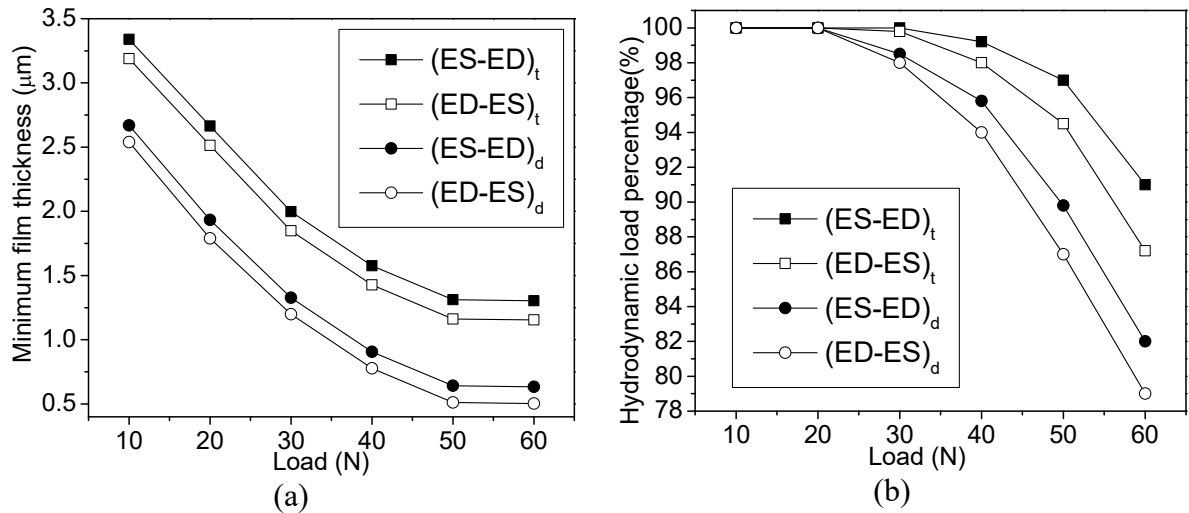 3.5
3.0
2.5
2.0
1.5
1.0
0.5
Minimum film thickness (μm)
(ES-ED)t
(ED-ES)t
(ES-ED)d
(ED-ES)d
10 20 30 40 50 60
Load (N)
(a)
100
98
96
94
92
90
88
86
84
82
80
78
Hydrodynamic load percentage(%)
(ES-ED)t
(ED-ES)t
(ES-ED)d
(ED-ES)d
10 20 30 40 50 60
Load (N)
(b)